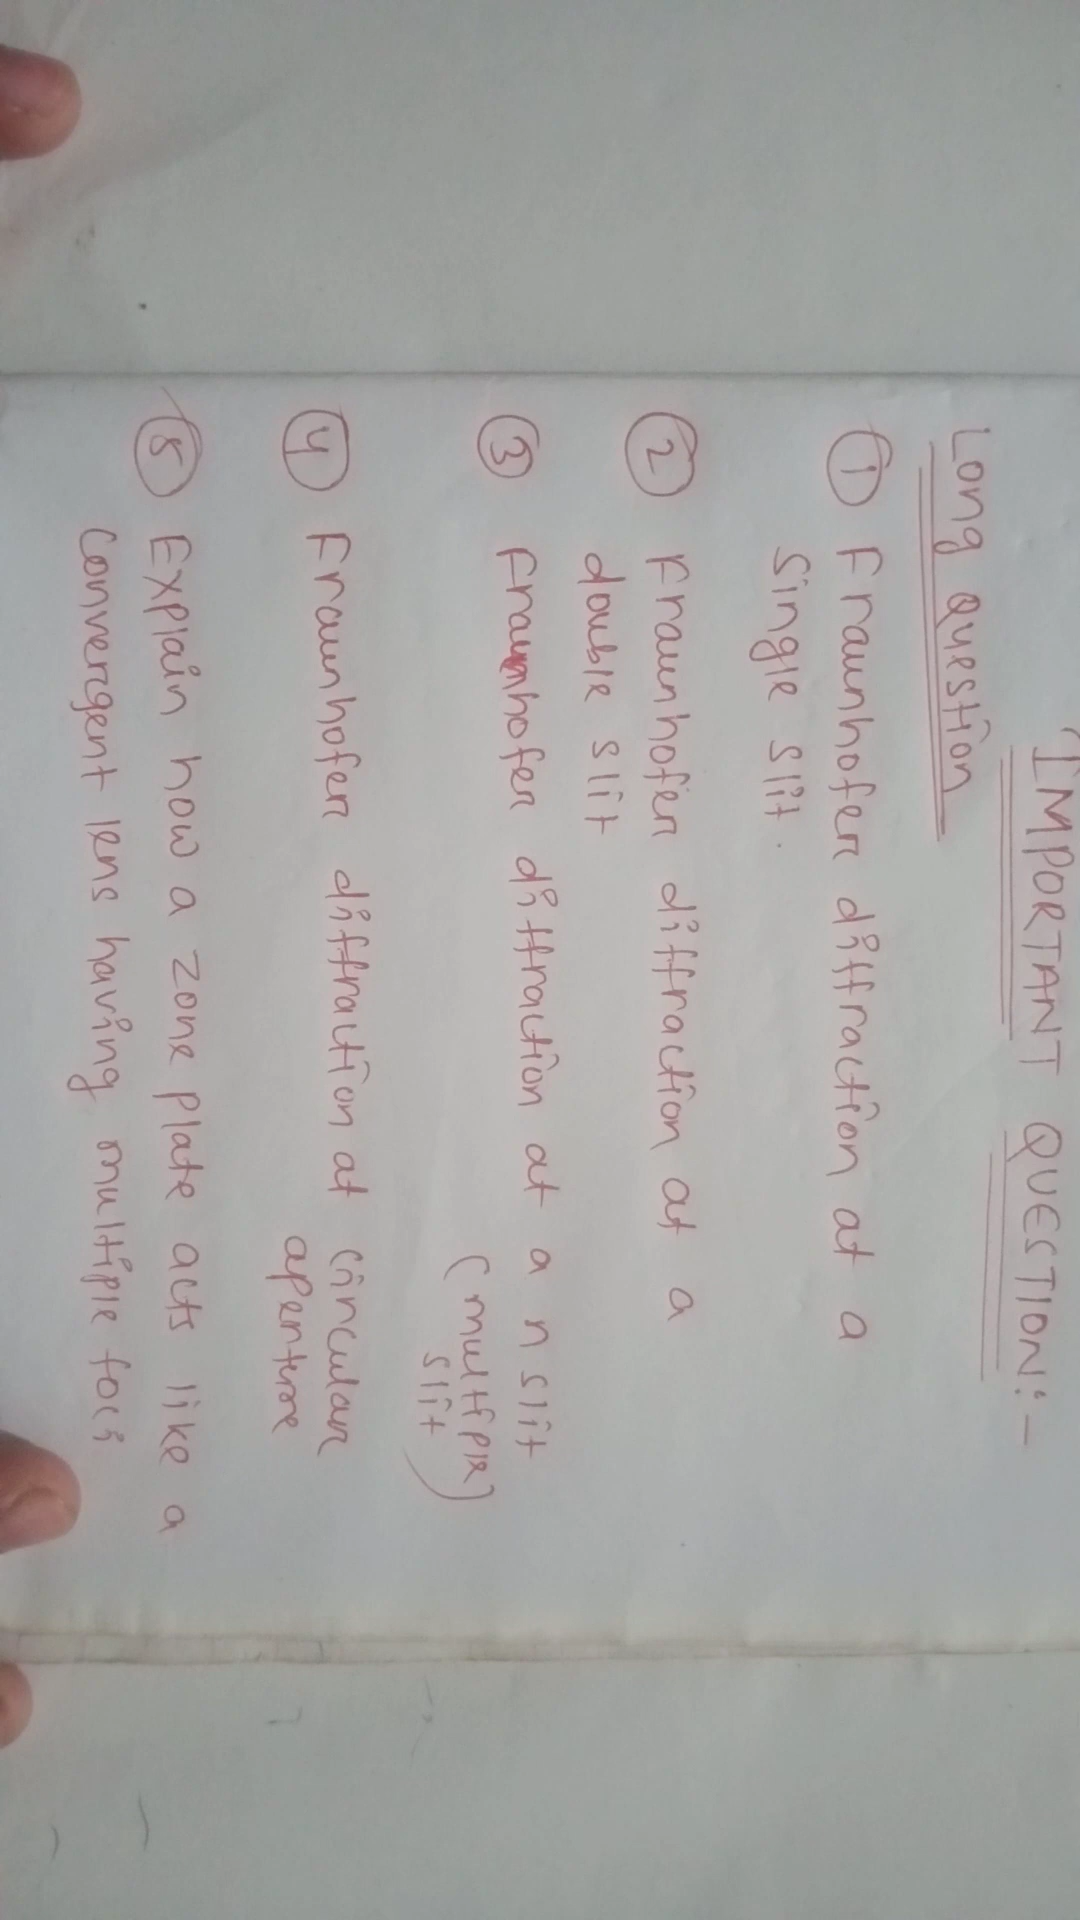 IMPORTANT QUESTION:-
Long Question
① Fraunhofer diffraction at a
single slit.
② Fraunhofer diffraction at a
double slit
③ Fraunhofer diffraction at a n slit
(multiple
slit)
④ Fraunhofer diffraction at circular
aperture
⑤ Explain how a zone plate acts like a
convergent lens having multiple foci